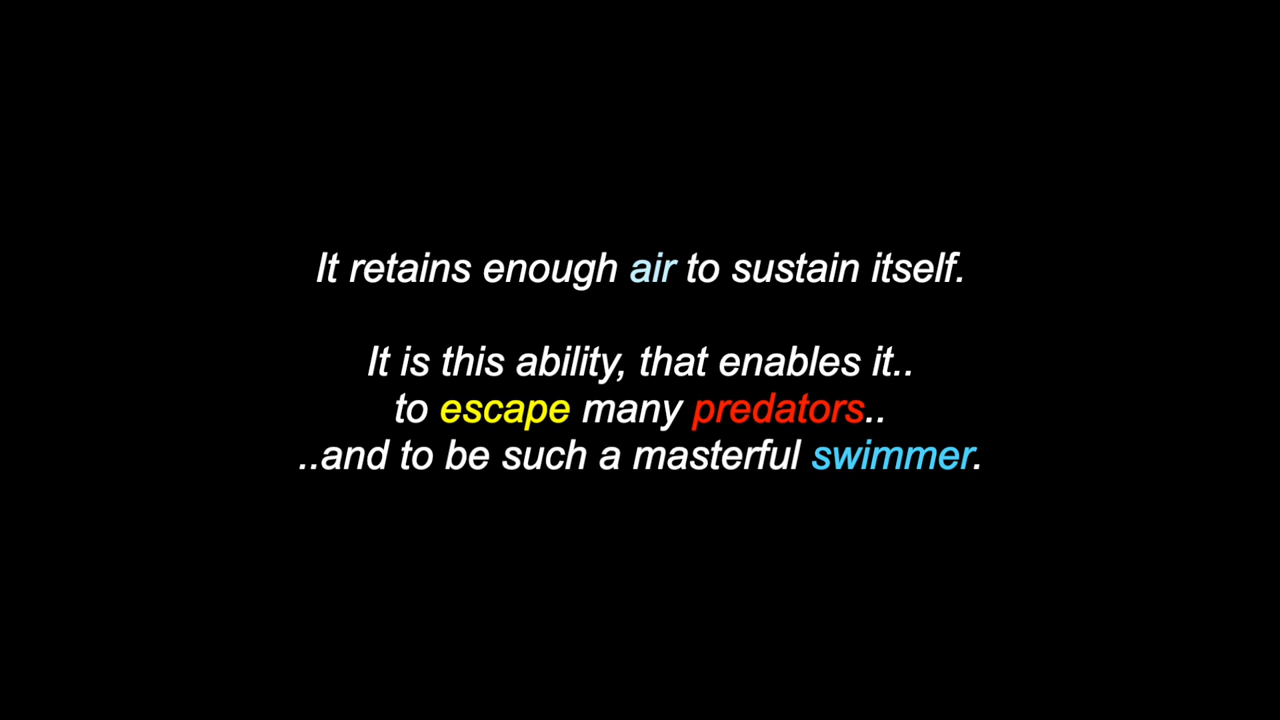 It retains enough air to sustain itself.
It is this ability, that enables it..
to escape many predators..
..and to be such a masterful swimmer.